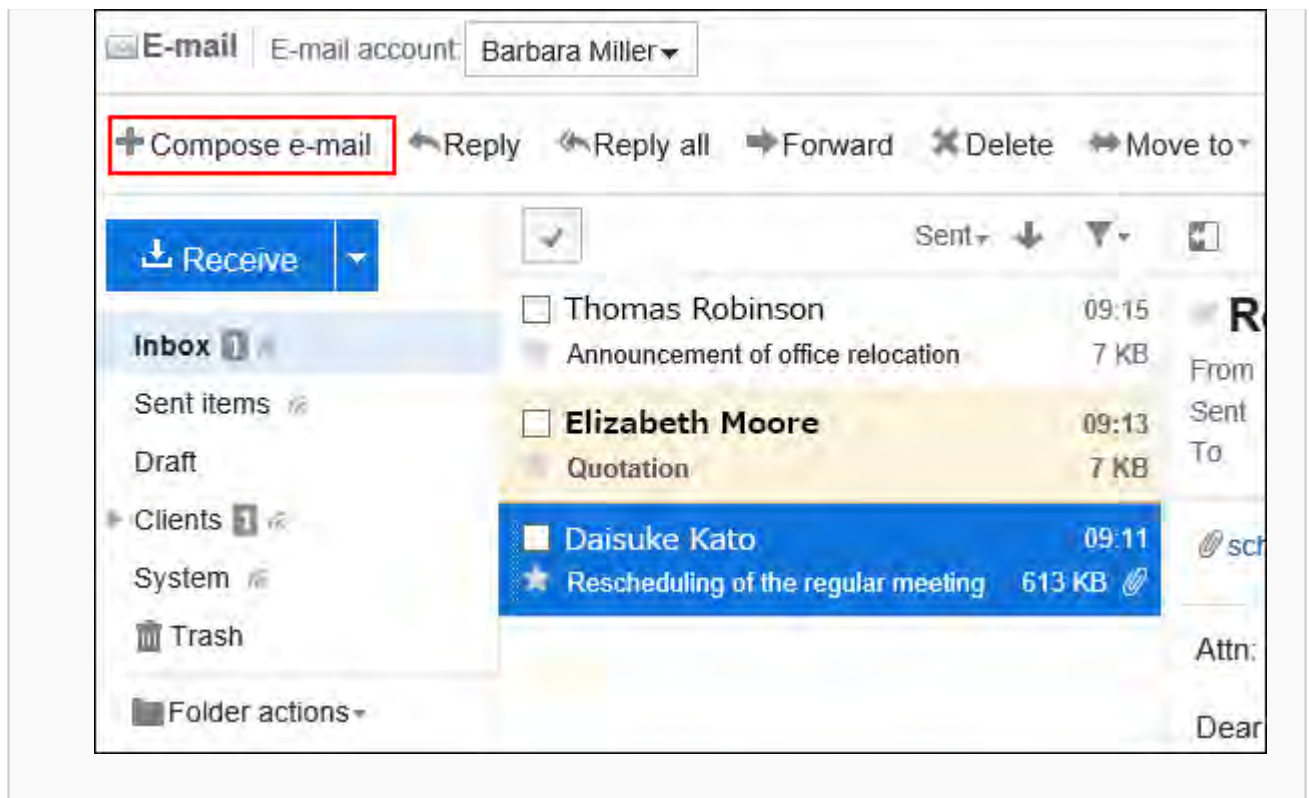 E-mail E-mail account: Barbara Miller
Compose e-mail Reply Reply all Forward Delete Move to
Receive
Sent
Inbox 1
Sent items
Draft
Clients 1
System
Trash
Folder actions
Thomas Robinson 09:15
Announcement of office relocation 7 KB
Elizabeth Moore 09:13
Quotation 7 KB
Daisuke Kato 09:11
Rescheduling of the regular meeting 613 KB
From
Sent
To
sch
Attn:
Dear